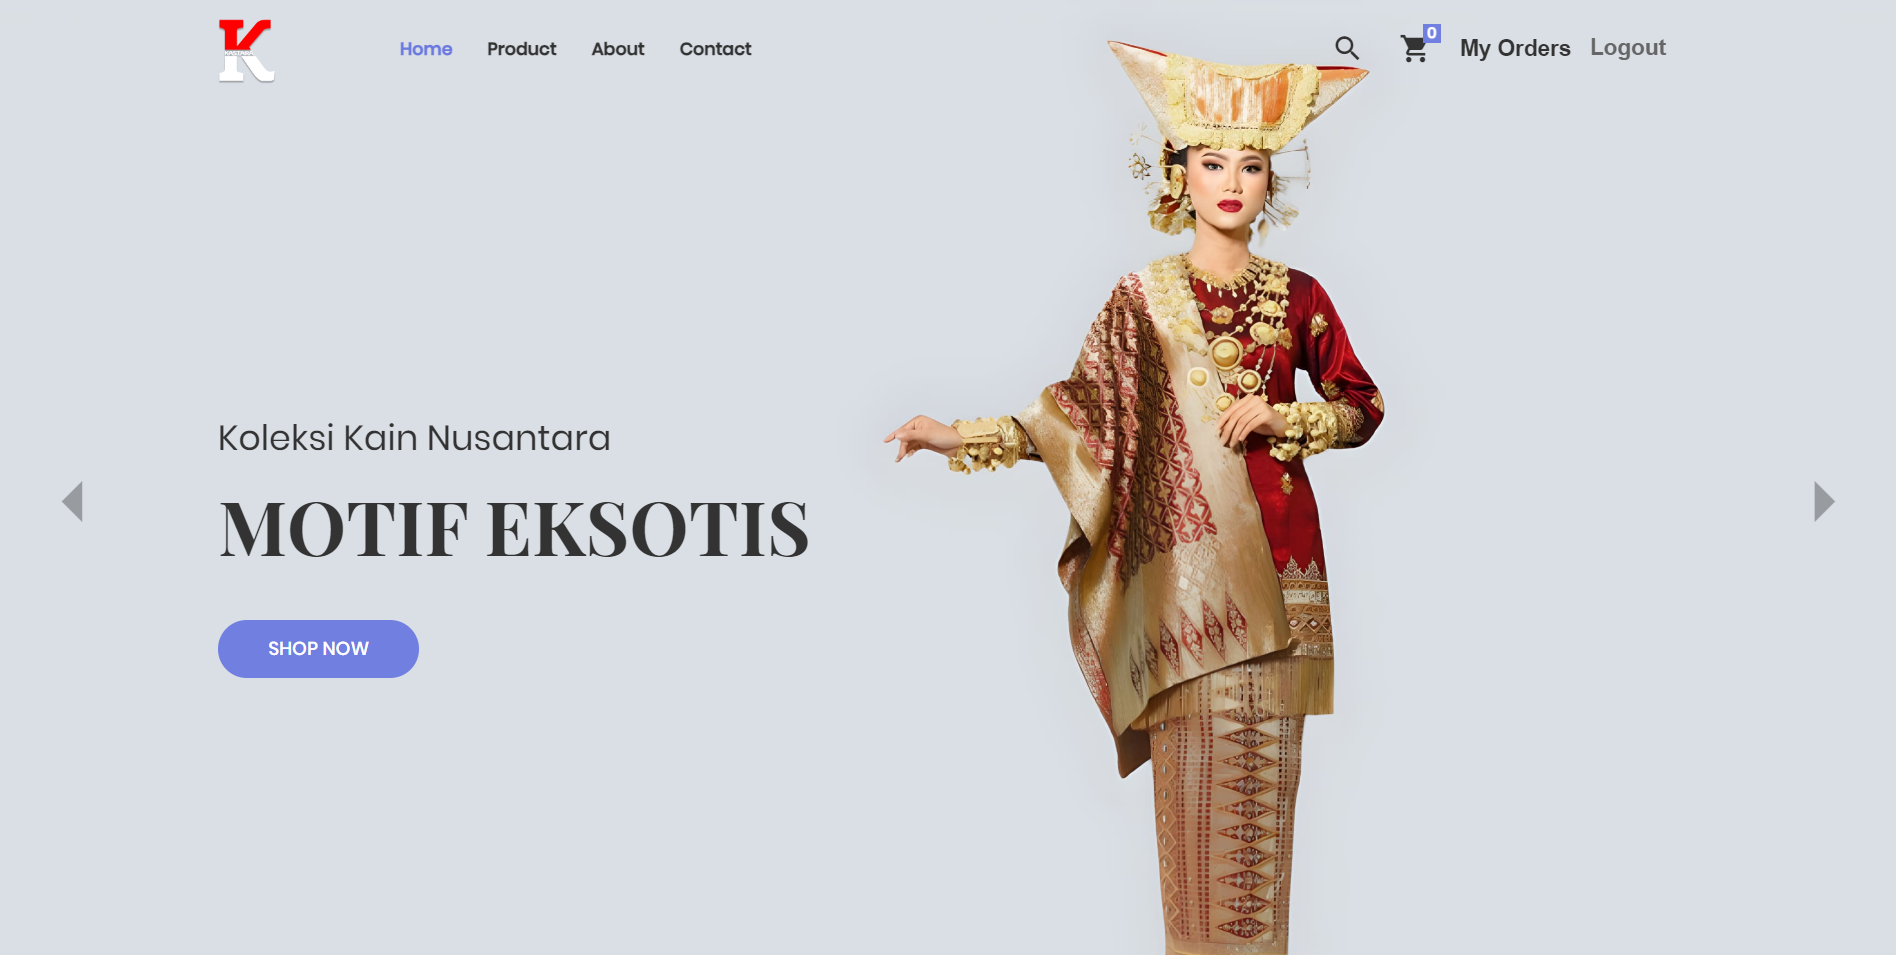 K
Home Product About Contact
0
My Orders Logout
Koleksi Kain Nusantara
MOTIF EKSOTIS
SHOP NOW